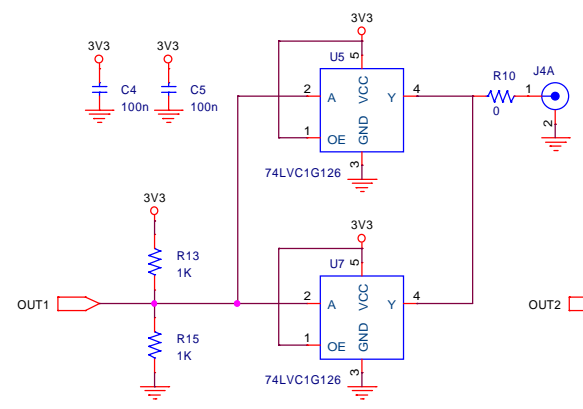 3V3
3V3
3V3
C4
100n
C5
100n
U5
5
2
A
VCC
Y
4
1
OE
GND
3
74LVC1G126
R10
0
1
J4A
2
3V3
R13
1K
OUT1
R15
1K
3V3
U7
5
2
A
VCC
Y
4
1
OE
GND
3
74LVC1G126
OUT2